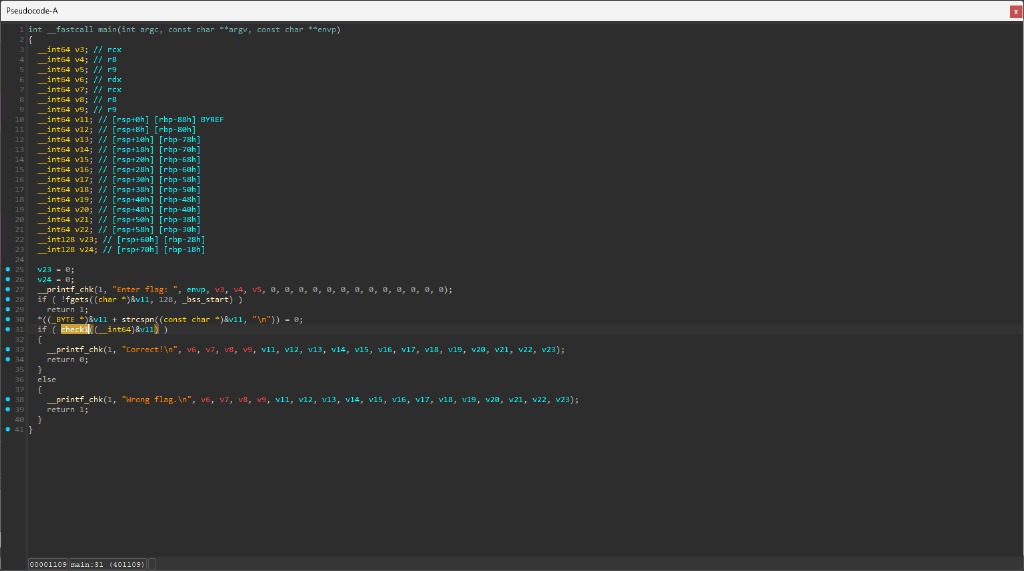 Pseudocode-A
x
1 int __fastcall main(int argc, const char **argv, const char **envp)
2 {
3 __int64 v3; // rcx
4 __int64 v4; // r8
5 __int64 v5; // r9
6 __int64 v6; // rdx
7 __int64 v7; // rcx
8 __int64 v8; // r8
9 __int64 v9; // r9
10 __int64 v11; // [rsp+0h] [rbp-88h] BYREF
11 __int64 v12; // [rsp+8h] [rbp-80h]
12 __int64 v13; // [rsp+10h] [rbp-78h]
13 __int64 v14; // [rsp+18h] [rbp-70h]
14 __int64 v15; // [rsp+20h] [rbp-68h]
15 __int64 v16; // [rsp+28h] [rbp-60h]
16 __int64 v17; // [rsp+30h] [rbp-58h]
17 __int64 v18; // [rsp+38h] [rbp-50h]
18 __int64 v19; // [rsp+40h] [rbp-48h]
19 __int64 v20; // [rsp+48h] [rbp-40h]
20 __int64 v21; // [rsp+50h] [rbp-38h]
21 __int64 v22; // [rsp+58h] [rbp-30h]
22 __int128 v23; // [rsp+60h] [rbp-28h]
23 __int128 v24; // [rsp+70h] [rbp-18h]
24
25 v23 = 0;
26 v24 = 0;
27 __printf_chk(1, "Enter flag: ", envp, v3, v4, v5, 0, 0, 0, 0, 0, 0, 0, 0, 0, 0, 0, 0, 0);
28 if ( !fgets((char *)&v11, 128, _bss_start) )
29 return 1;
30 *((_BYTE *)&v11 + strcspn((const char *)&v11, "\n")) = 0;
31 if ( check1((__int64)&v11) )
32 {
33 __printf_chk(1, "Correct!\n", v6, v7, v8, v9, v11, v12, v13, v14, v15, v16, v17, v18, v19, v20, v21, v22, v23);
34 return 0;
35 }
36 else
37 {
38 __printf_chk(1, "Wrong flag.\n", v6, v7, v8, v9, v11, v12, v13, v14, v15, v16, v17, v18, v19, v20, v21, v22, v23);
39 return 1;
40 }
41 }
00001109 main:31 (401109)